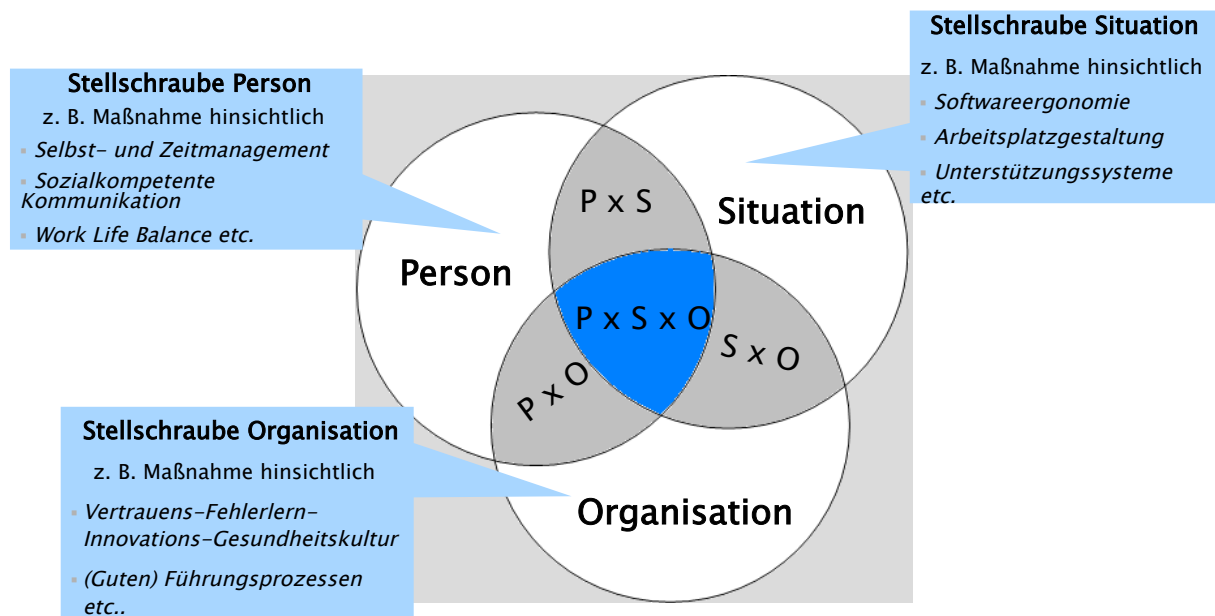 Stellschraube Person
z. B. Maßnahme hinsichtlich
▪ Selbst- und Zeitmanagement
▪ Sozialkompetente
Kommunikation
▪ Work Life Balance etc.
Stellschraube Situation
z. B. Maßnahme hinsichtlich
▪ Softwareergonomie
▪ Arbeitsplatzgestaltung
▪ Unterstützungssysteme
etc.
P x S
Situation
Person
P x S x O
S x O
P x O
Stellschraube Organisation
z. B. Maßnahme hinsichtlich
▪ Vertrauens-Fehlerlern-
Innovations-Gesundheitskultur
▪ (Guten) Führungsprozessen
etc..
Organisation